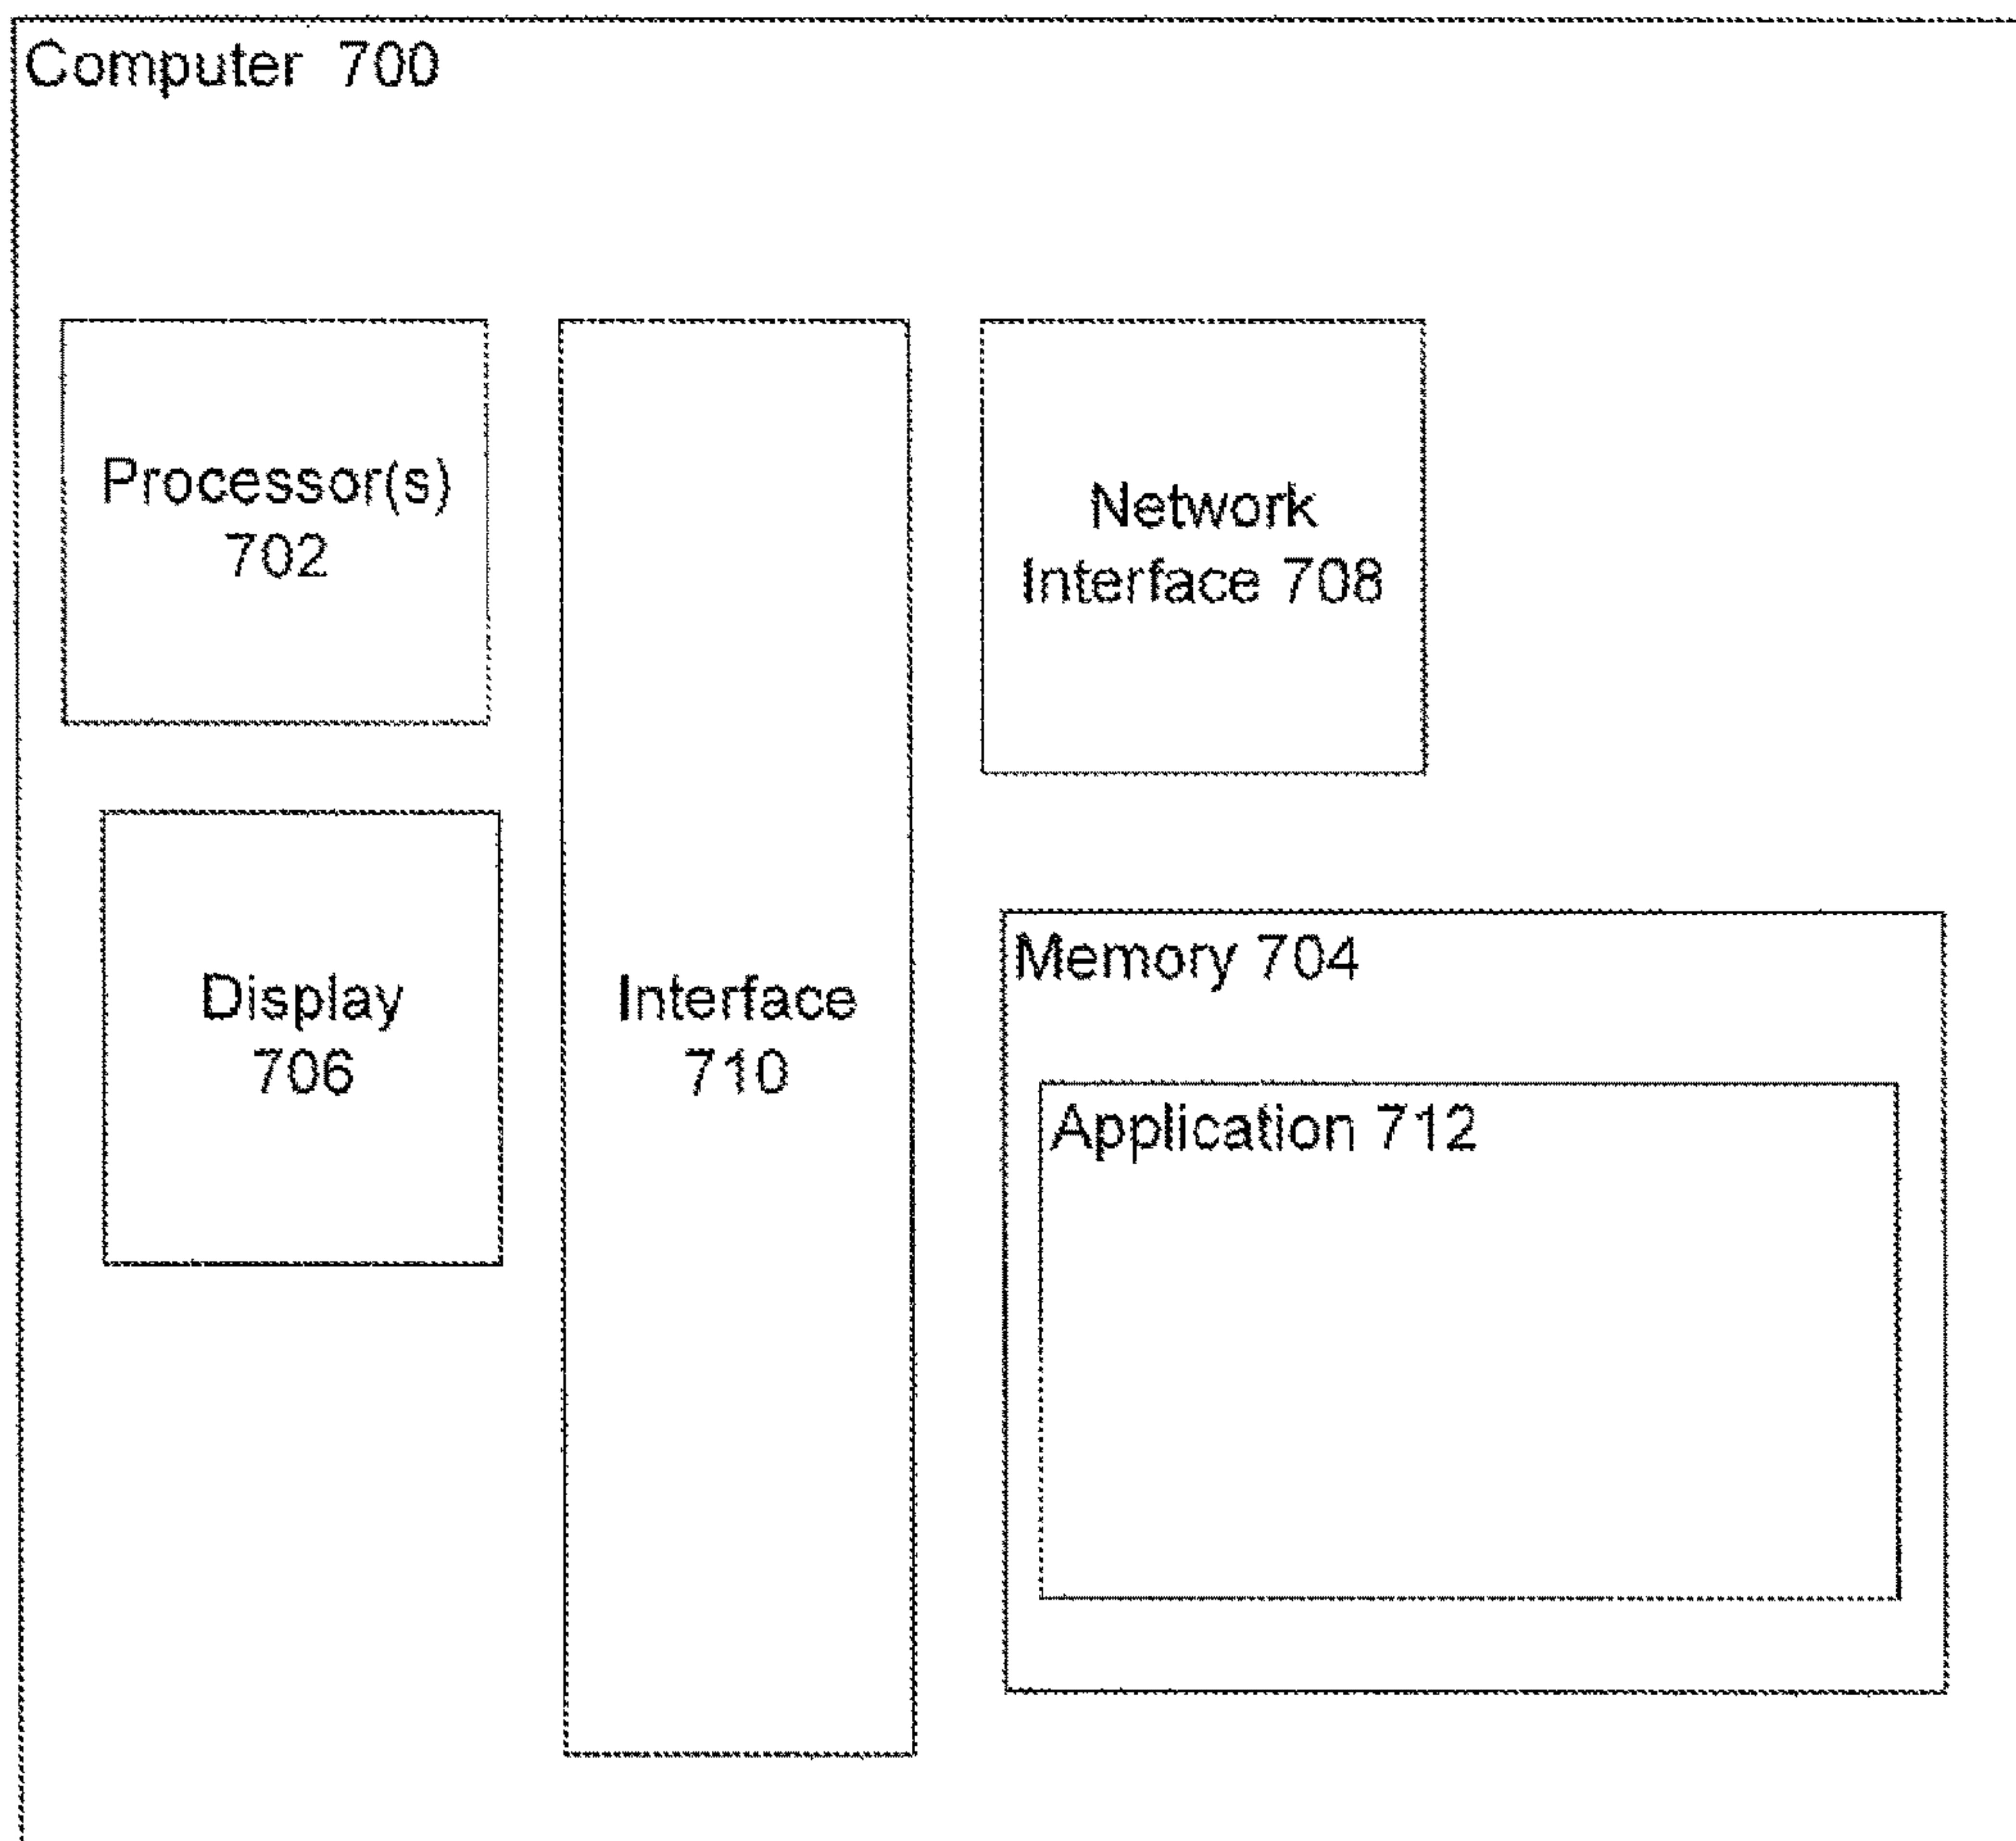 Computer 700
Processor(s)
702
Network
Interface 708
Display
706
Interface
710
Memory 704
Application 712